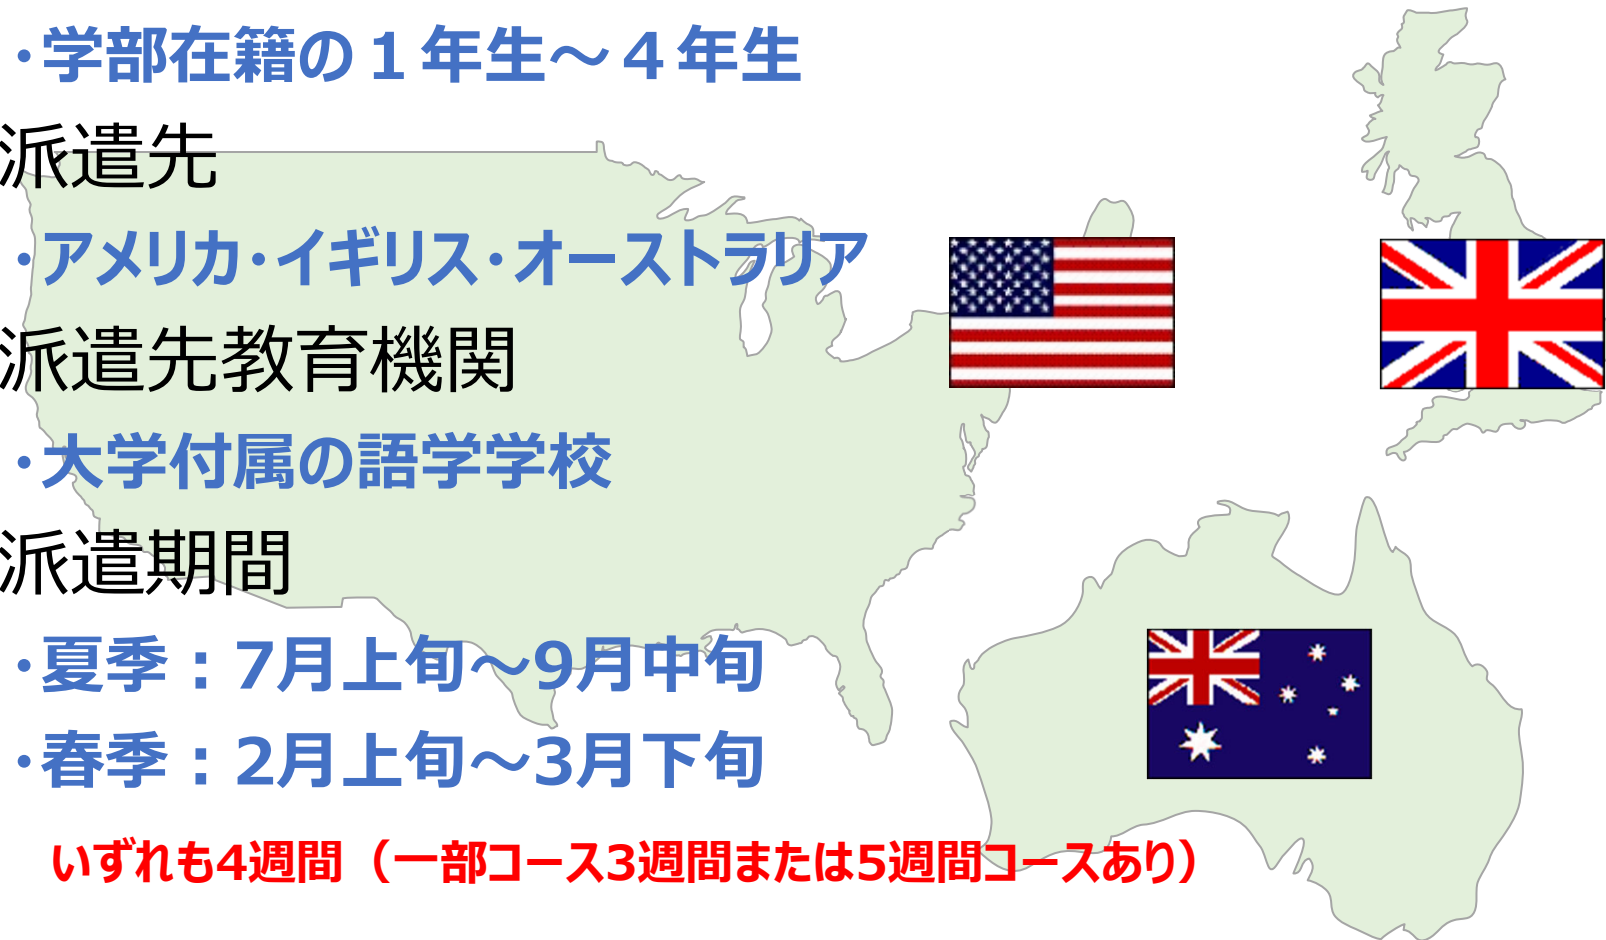 ・学部在籍の１年生～４年生
派遣先
・アメリカ・イギリス・オーストラリア
派遣先教育機関
・大学付属の語学学校
派遣期間
・夏季：7月上旬～9月中旬
・春季：2月上旬～3月下旬
いずれも4週間（一部コース3週間または5週間コースあり）